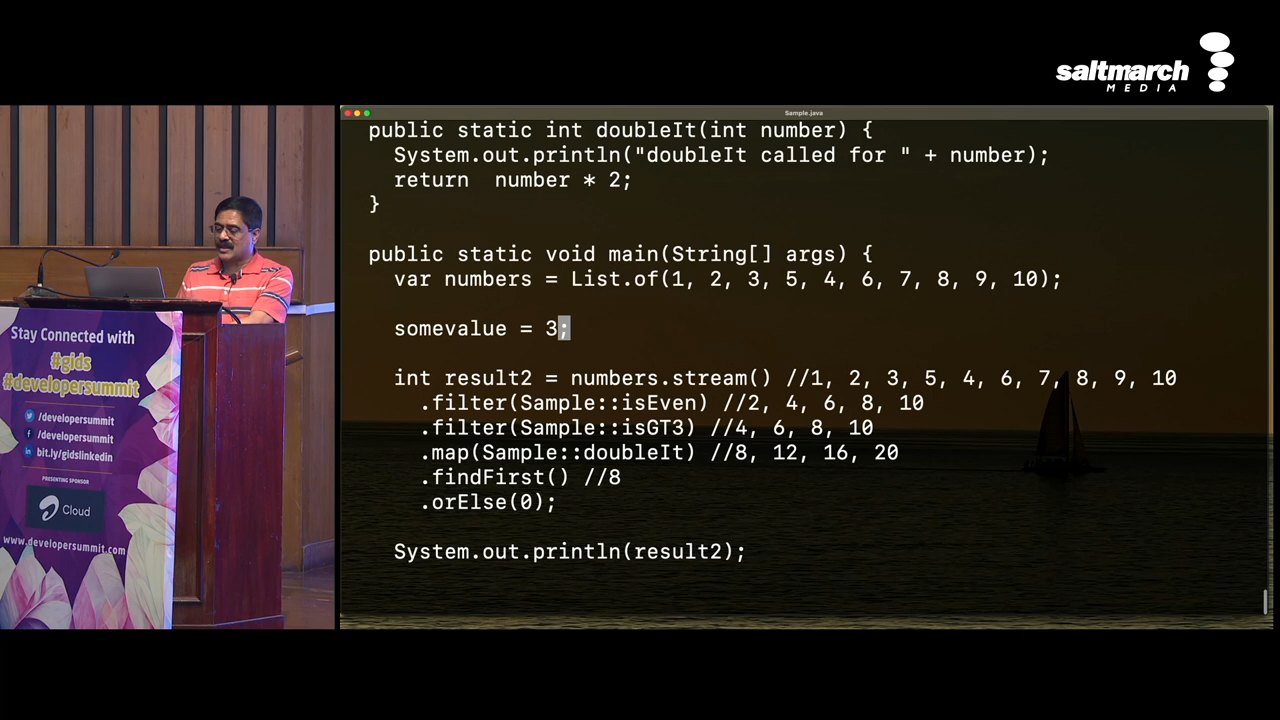 saltmarch
MEDIA
Sample.java
public static int doubleIt(int number) {
System.out.println("doubleIt called for " + number);
return  number * 2;
}
public static void main(String[] args) {
var numbers = List.of(1, 2, 3, 5, 4, 6, 7, 8, 9, 10);
somevalue = 3;
int result2 = numbers.stream() //1, 2, 3, 5, 4, 6, 7, 8, 9, 10
.filter(Sample::isEven) //2, 4, 6, 8, 10
.filter(Sample::isGT3) //4, 6, 8, 10
.map(Sample::doubleIt) //8, 12, 16, 20
.findFirst() //8
.orElse(0);
System.out.println(result2);
Stay Connected with
#gids
#developersummit
/developersummit
/developersummit
bit.ly/gidslinkedin
PRESENTING SPONSOR
Cloud
www.developersummit.com